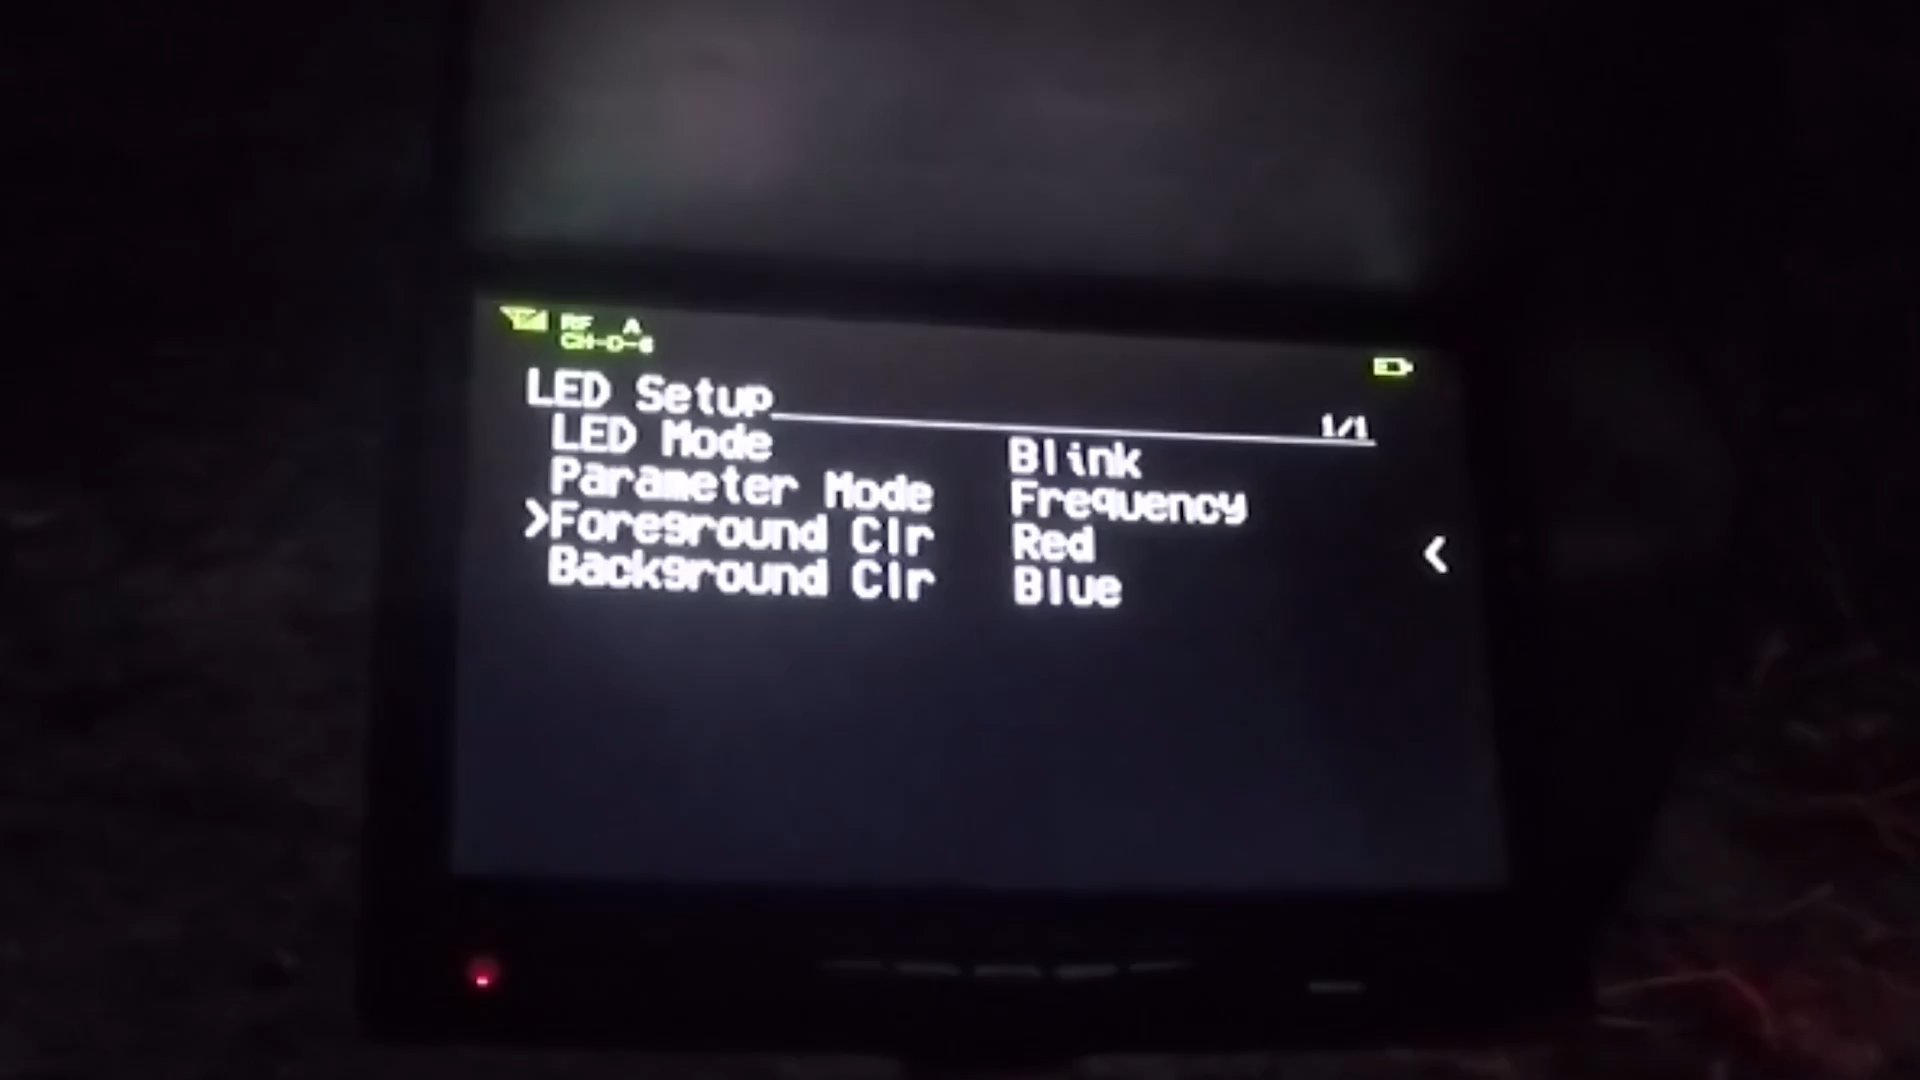 RF A
CH-D-6
LED Setup 1/1
LED Mode Blink
Parameter Mode Frequency
>Foreground Clr Red <
Background Clr Blue